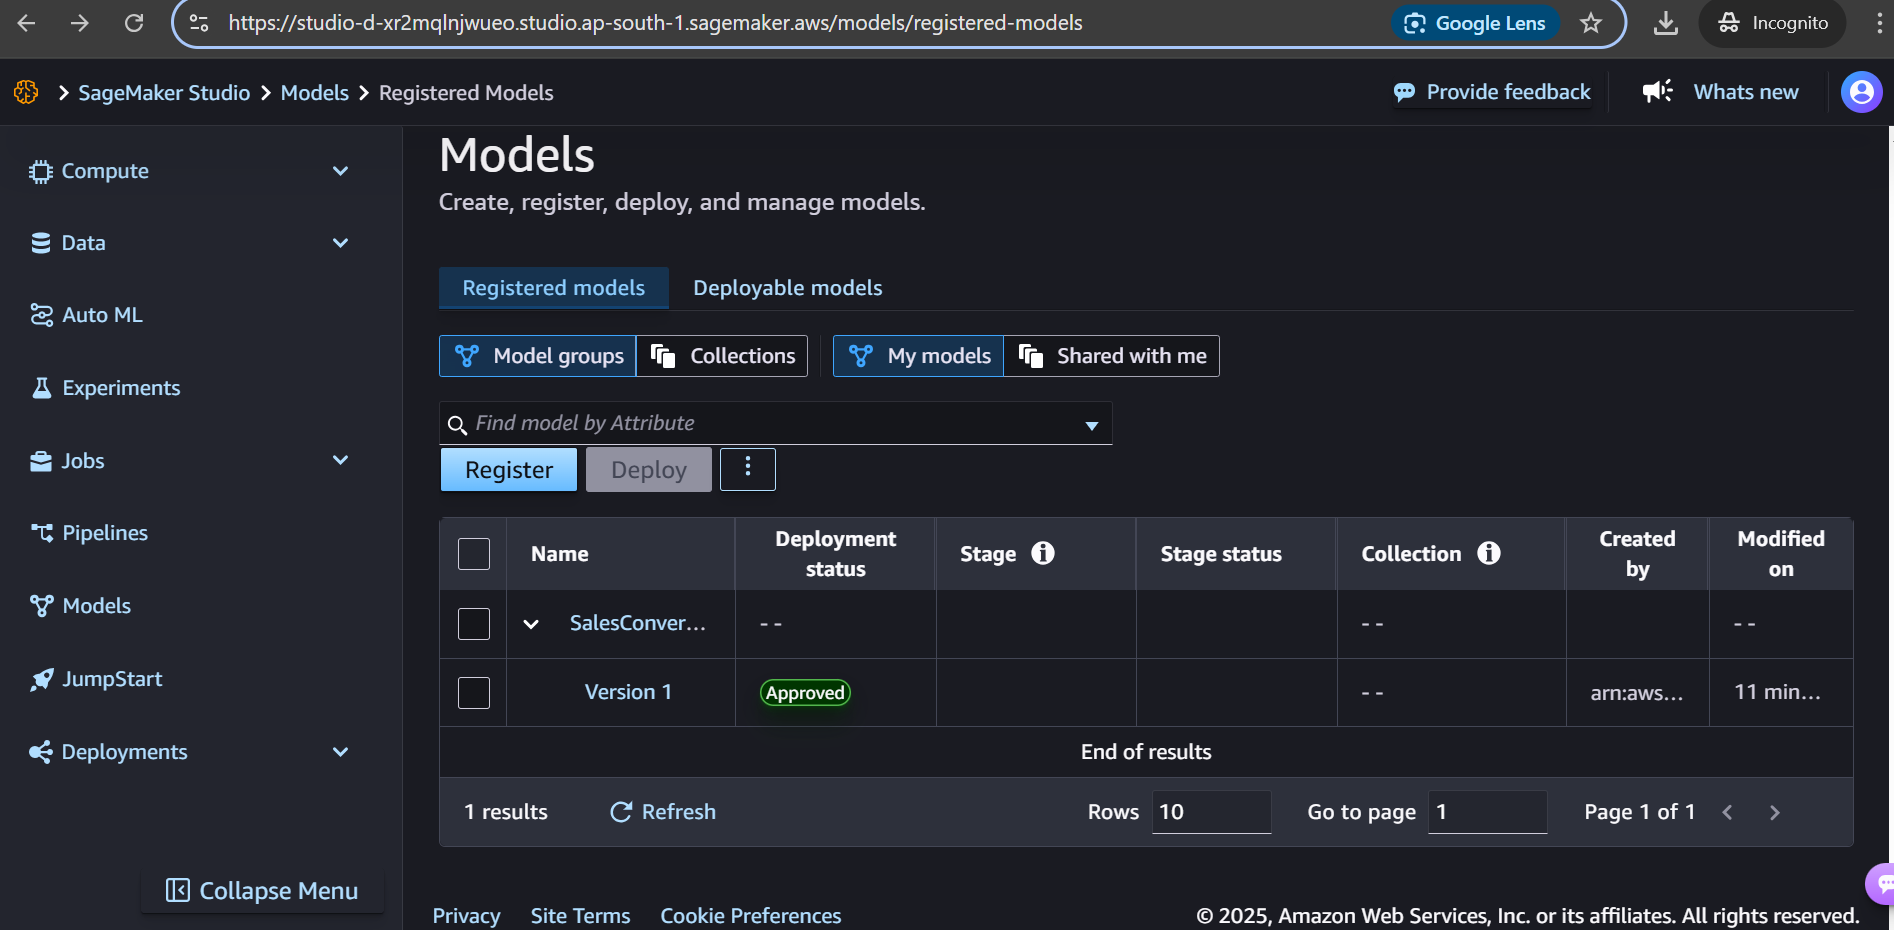 https://studio-d-xr2mqlnjwueo.studio.ap-south-1.sagemaker.aws/models/registered-models
Google Lens
Incognito
SageMaker Studio
Models
Registered Models
Provide feedback
Whats new
Compute
Data
Auto ML
Experiments
Jobs
Pipelines
Models
JumpStart
Deployments
Collapse Menu
Models
Create, register, deploy, and manage models.
Registered models
Deployable models
Model groups
Collections
My models
Shared with me
Find model by Attribute
Register
Deploy
Name
Deployment
status
Stage
Stage status
Collection
Created
by
Modified
on
SalesConver...
--
--
--
Version 1
Approved
--
arn:aws...
11 min...
End of results
1 results
Refresh
Rows
10
Go to page
1
Page 1 of 1
Privacy
Site Terms
Cookie Preferences
© 2025, Amazon Web Services, Inc. or its affiliates. All rights reserved.